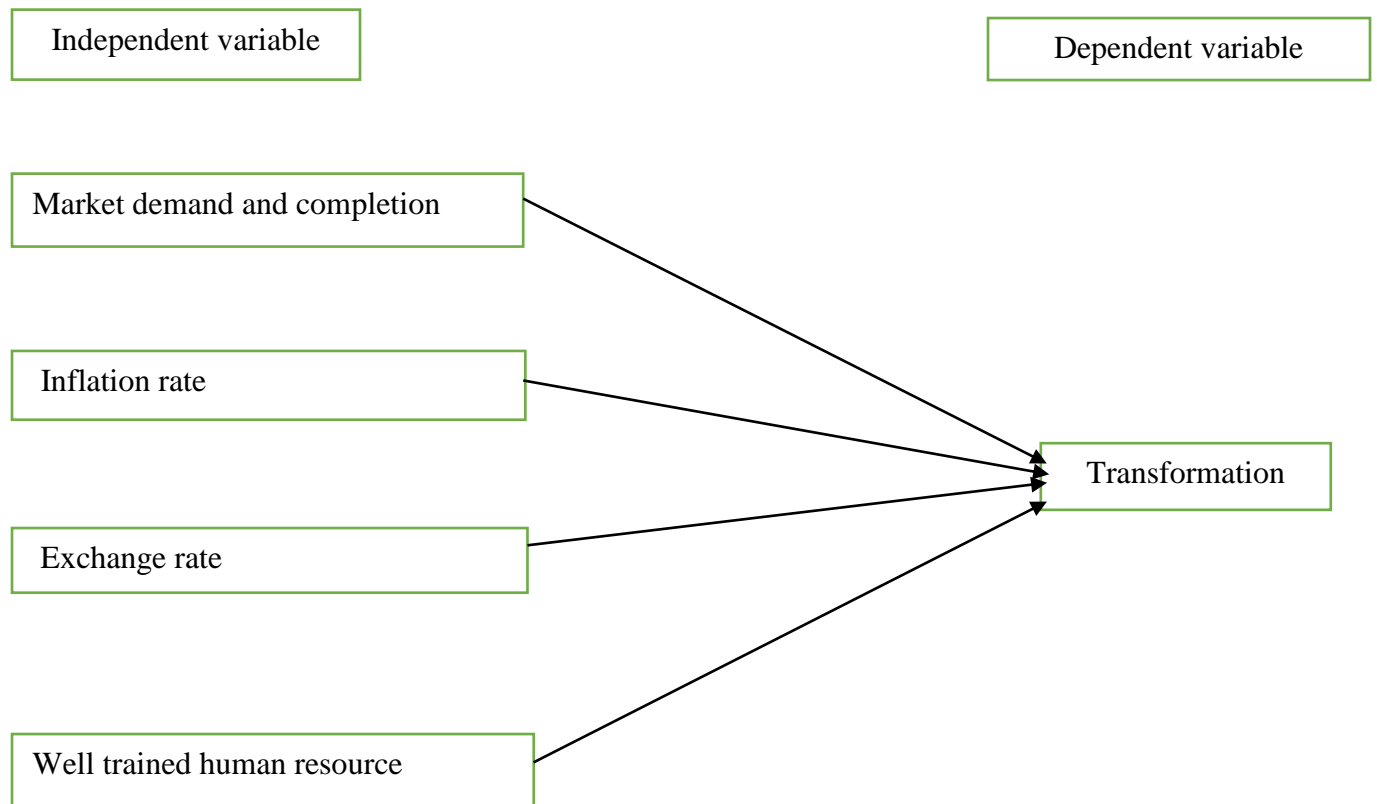 Independent variable
Dependent variable
Market demand and completion
Inflation rate
Transformation
Exchange rate
Well trained human resource